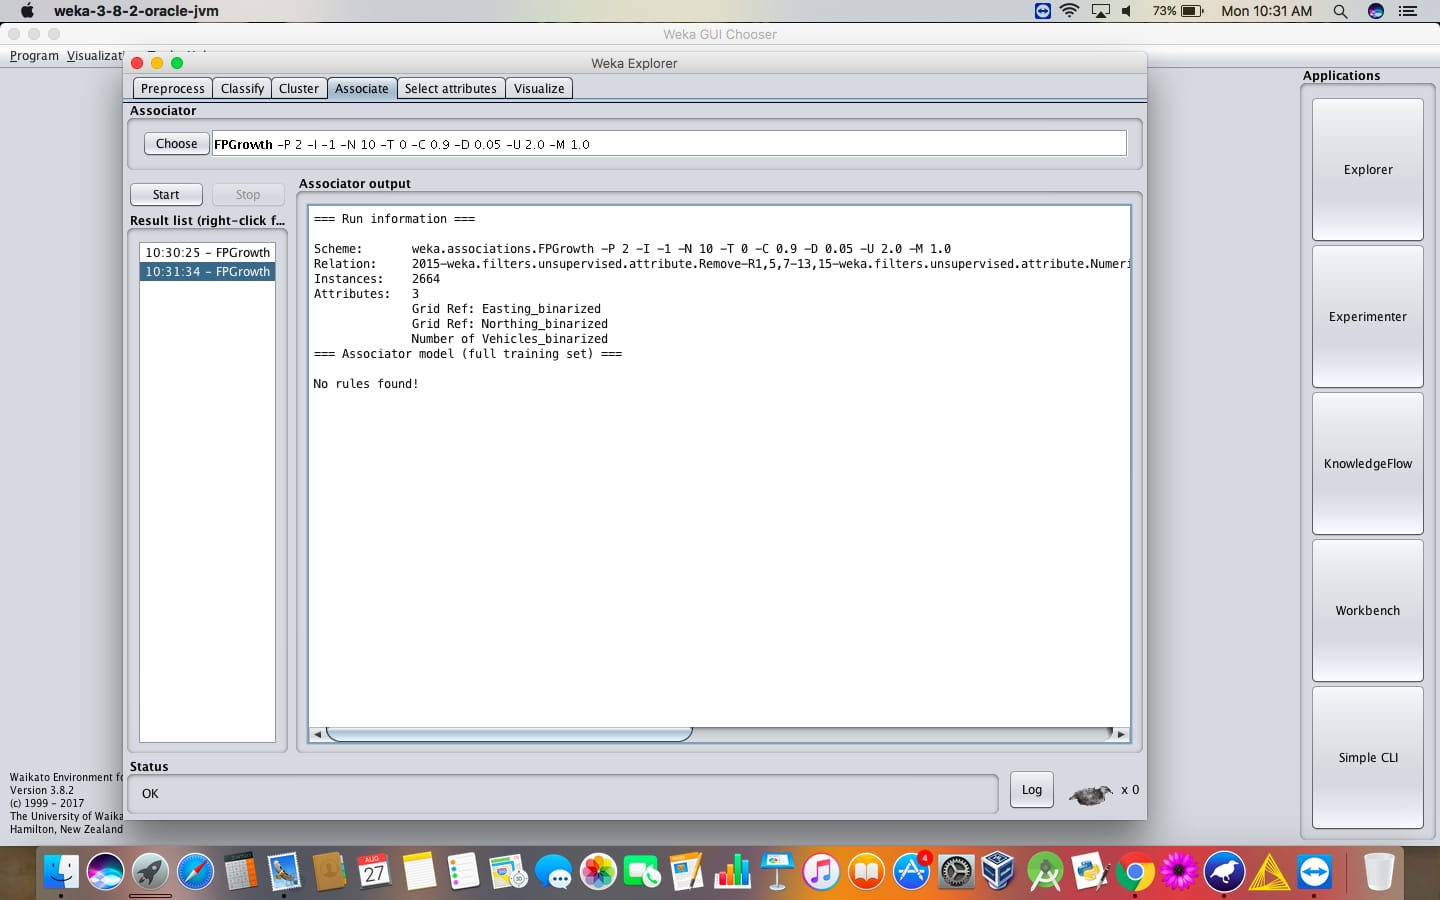 weka-3-8-2-oracle-jvm
73%
Mon 10:31 AM
Weka GUI Chooser
Program
Weka Explorer
Preprocess
Classify
Cluster
Associate
Select attributes
Visualize
Applications
Associator
Choose
FPGrowth -P 2 -I -1 -N 10 -T 0 -C 0.9 -D 0.05 -U 2.0 -M 1.0
Start
Stop
Result list (right-click f...
10:30:25 - FPGrowth
10:31:34 - FPGrowth
Associator output
=== Run information ===
Scheme: weka.associations.FPGrowth -P 2 -I -1 -N 10 -T 0 -C 0.9 -D 0.05 -U 2.0 -M 1.0
Relation: 2015-weka.filters.unsupervised.attribute.Remove-R1,5,7-13,15-weka.filters.unsupervised.attribute.Numeri
Instances: 2664
Attributes: 3
Grid Ref: Easting_binarized
Grid Ref: Northing_binarized
Number of Vehicles_binarized
=== Associator model (full training set) ===
No rules found!
Explorer
Experimenter
KnowledgeFlow
Workbench
Simple CLI
Status
OK
Log
x 0
Waikato Environment fo
Version 3.8.2
(c) 1999 - 2017
The University of Waika
Hamilton, New Zealand
AUG
27
4